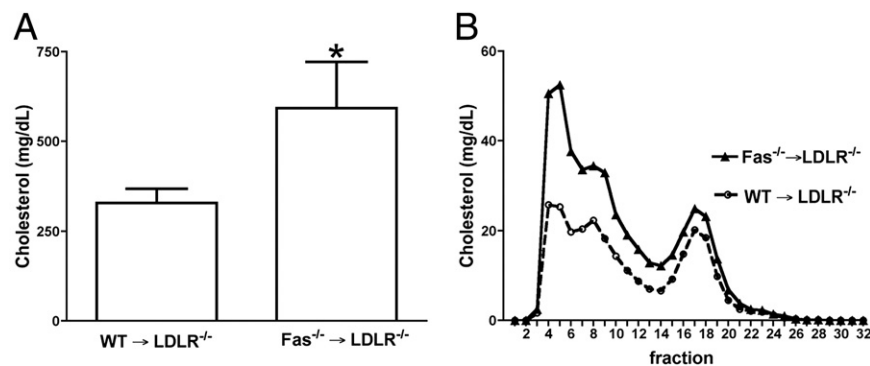 A
Cholesterol (mg/dL)
750
500
250
0
*
WT → LDLR-/-
Fas-/- → LDLR-/-
B
Cholesterol (mg/dL)
60
40
20
0
Fas-/-→LDLR-/-
WT → LDLR-/-
2 4 6 8 10 12 14 16 18 20 22 24 26 28 30 32
fraction